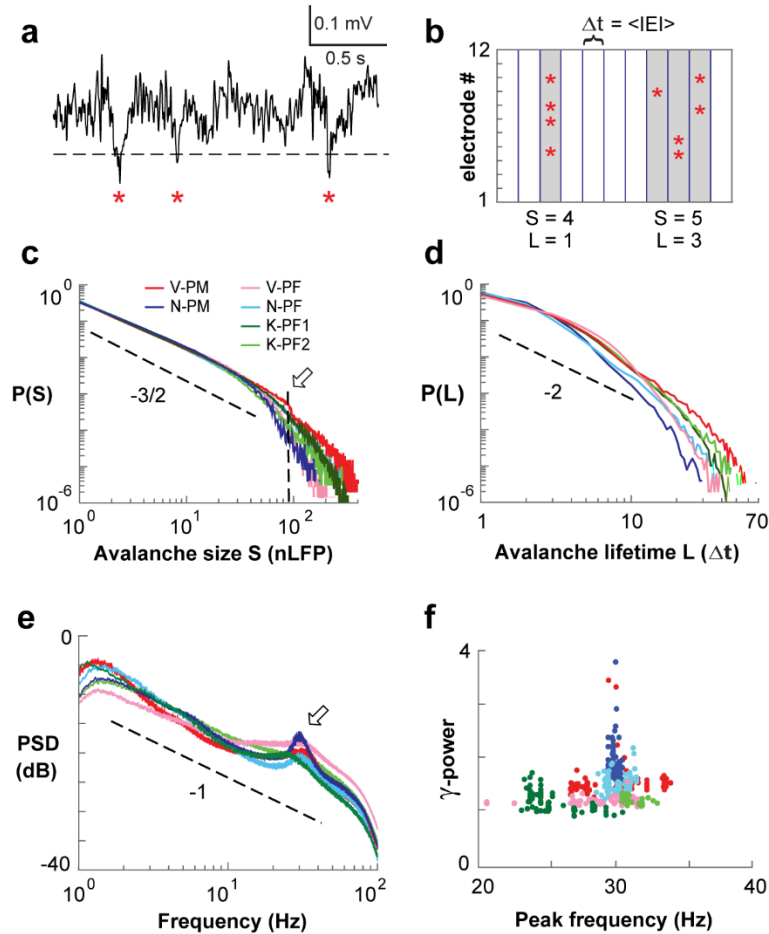 a
0.1 mV
0.5 s
* * *
b
Δt = <IEI>
12
electrode #
1
S = 4
L = 1
S = 5
L = 3
c
V-PM
N-PM
V-PF
N-PF
K-PF1
K-PF2
10^0
P(S)
-3/2
10^-6
10^0
10^1
10^2
Avalanche size S (nLFP)
d
10^0
P(L)
-2
10^-6
1
10
70
Avalanche lifetime L (Δt)
e
0
PSD
(dB)
-1
-40
10^0
10^1
10^2
Frequency (Hz)
f
4
γ-power
0
20
30
40
Peak frequency (Hz)